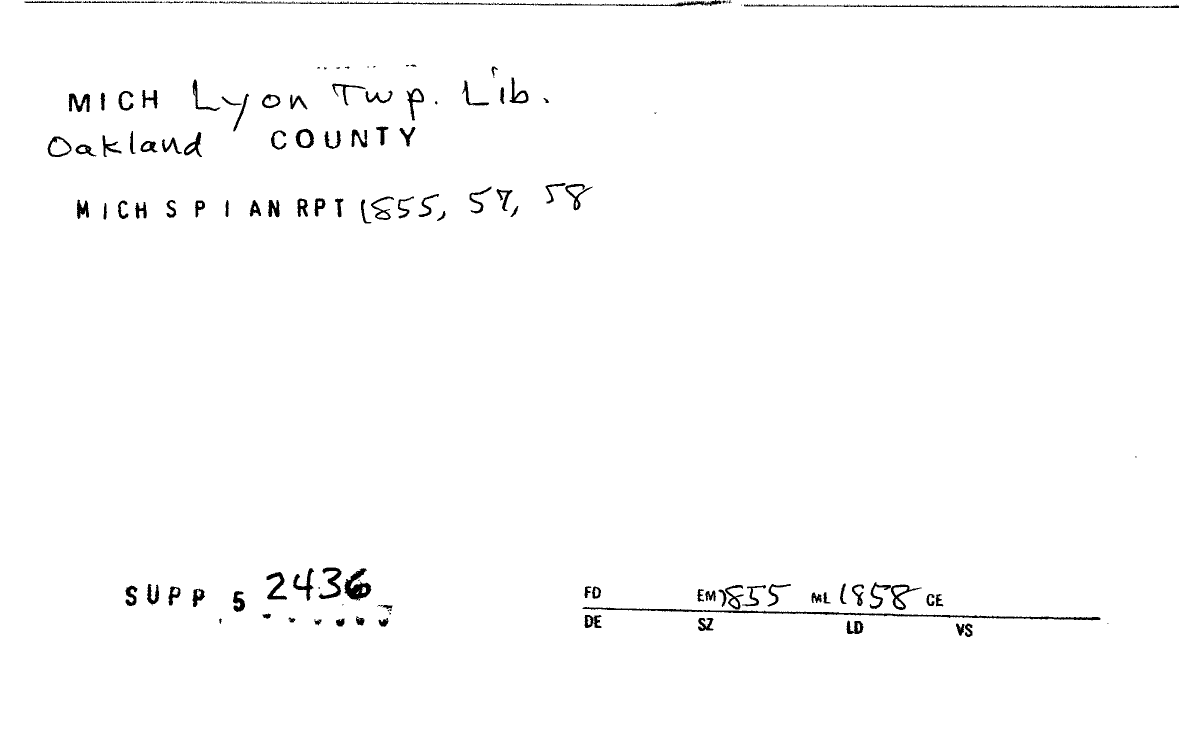 MICH Lyon Twp. Lib.
Oakland COUNTY
MICH S P I AN RPT 1855, 57, 58
SUPP 5 2436
FD EM 1855 ML 1858 CE
DE SZ LD VS